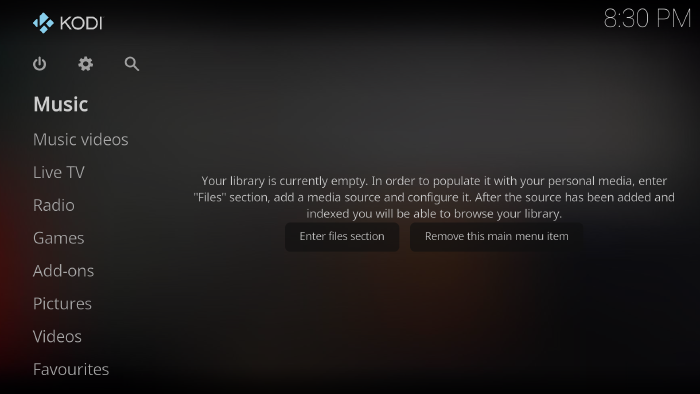 KODI
8:30 PM
Music
Music videos
Live TV
Radio
Games
Add-ons
Pictures
Videos
Favourites
Your library is currently empty. In order to populate it with your personal media, enter
"Files" section, add a media source and configure it. After the source has been added and
indexed you will be able to browse your library.
Enter files section
Remove this main menu item